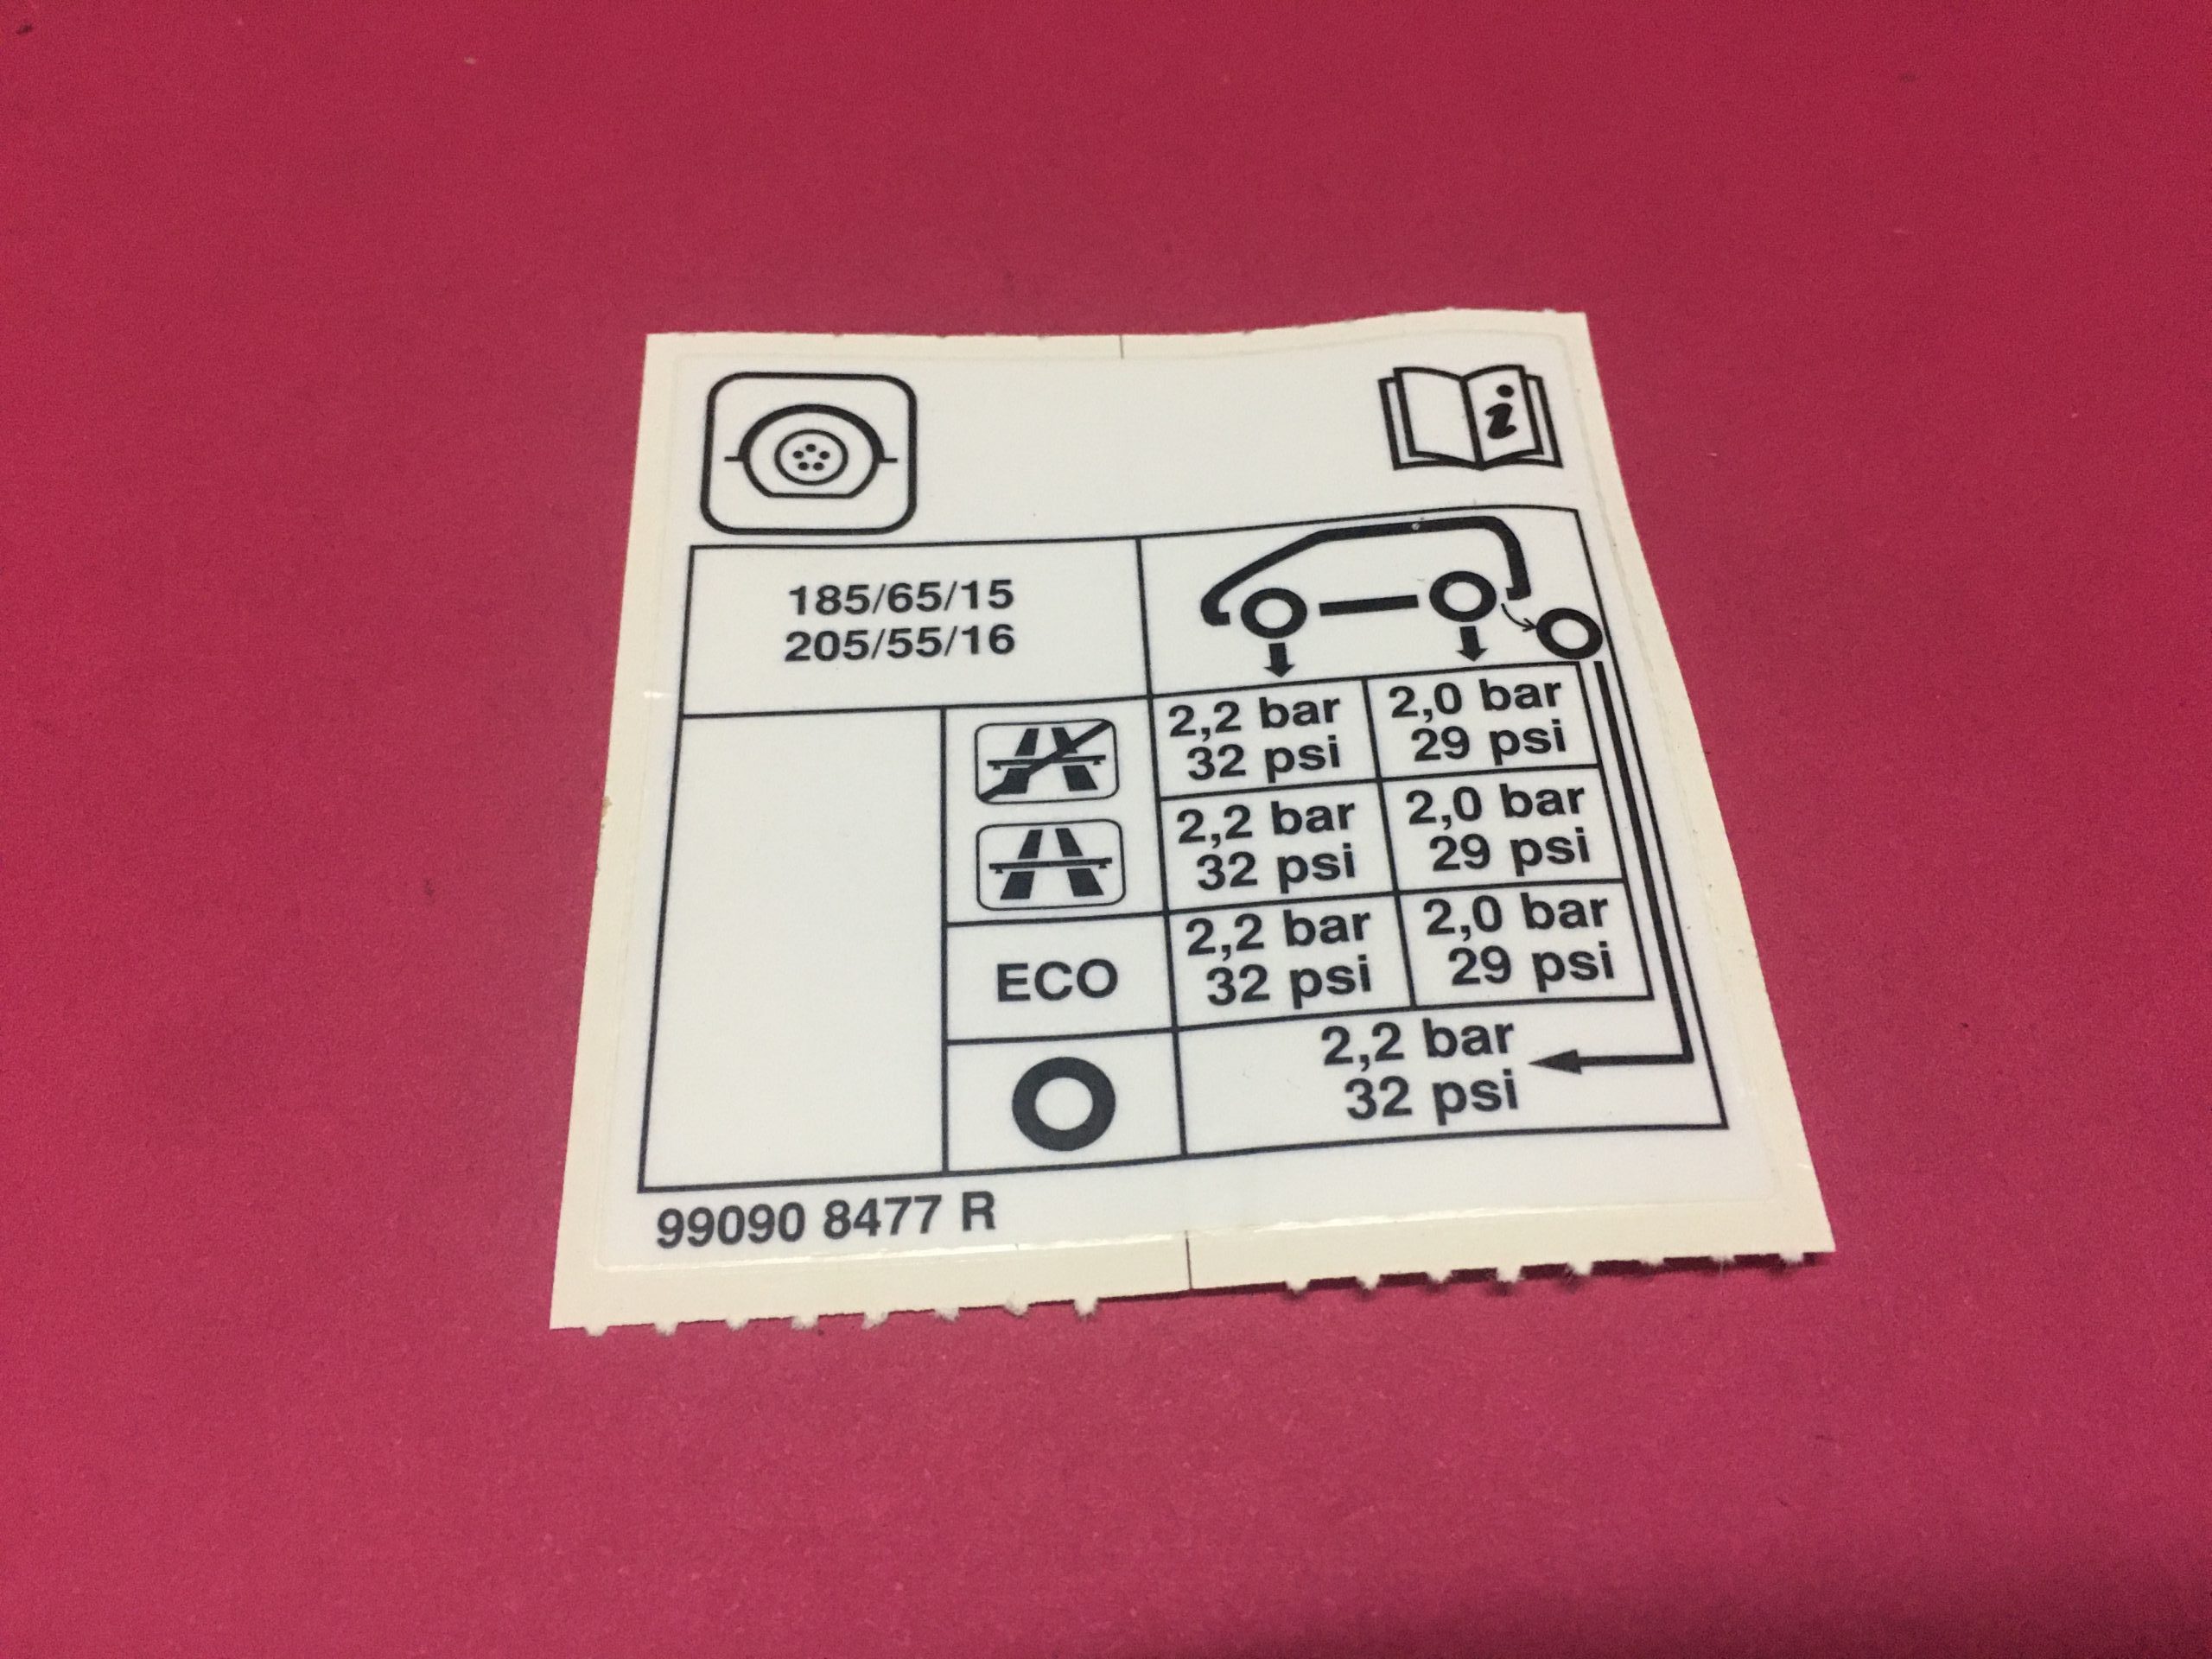 i
185/65/15
205/55/16
2,2 bar 2,0 bar
32 psi 29 psi
2,2 bar 2,0 bar
32 psi 29 psi
ECO 2,2 bar 2,0 bar
32 psi 29 psi
2,2 bar
32 psi
99090 8477 R